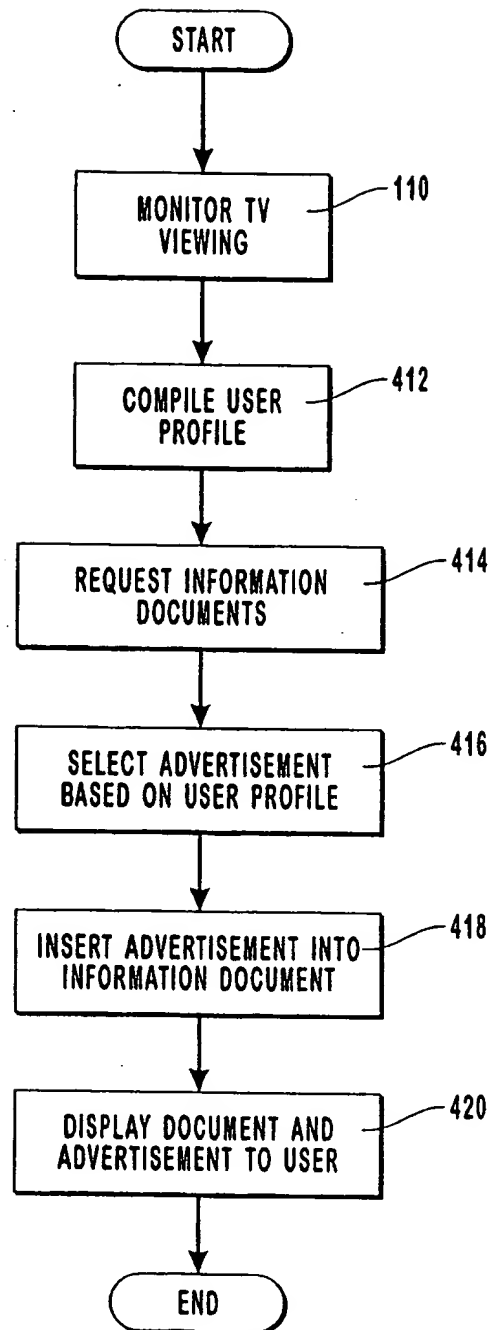 START
MONITOR TV
VIEWING
110
COMPILE USER
PROFILE
412
REQUEST INFORMATION
DOCUMENTS
414
SELECT ADVERTISEMENT
BASED ON USER PROFILE
416
INSERT ADVERTISEMENT INTO
INFORMATION DOCUMENT
418
DISPLAY DOCUMENT AND
ADVERTISEMENT TO USER
420
END